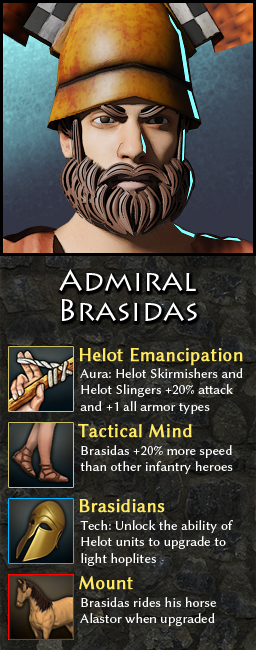 Admiral
Brasidas
Helot Emancipation
Aura: Helot Skirmishers and
Helot Slingers +20% attack
and +1 all armor types
Tactical Mind
Brasidas +20% more speed
than other infantry heroes
Brasidians
Tech: Unlock the ability of
Helot units to upgrade to
light hoplites
Mount
Brasidas rides his horse
Alastor when upgraded